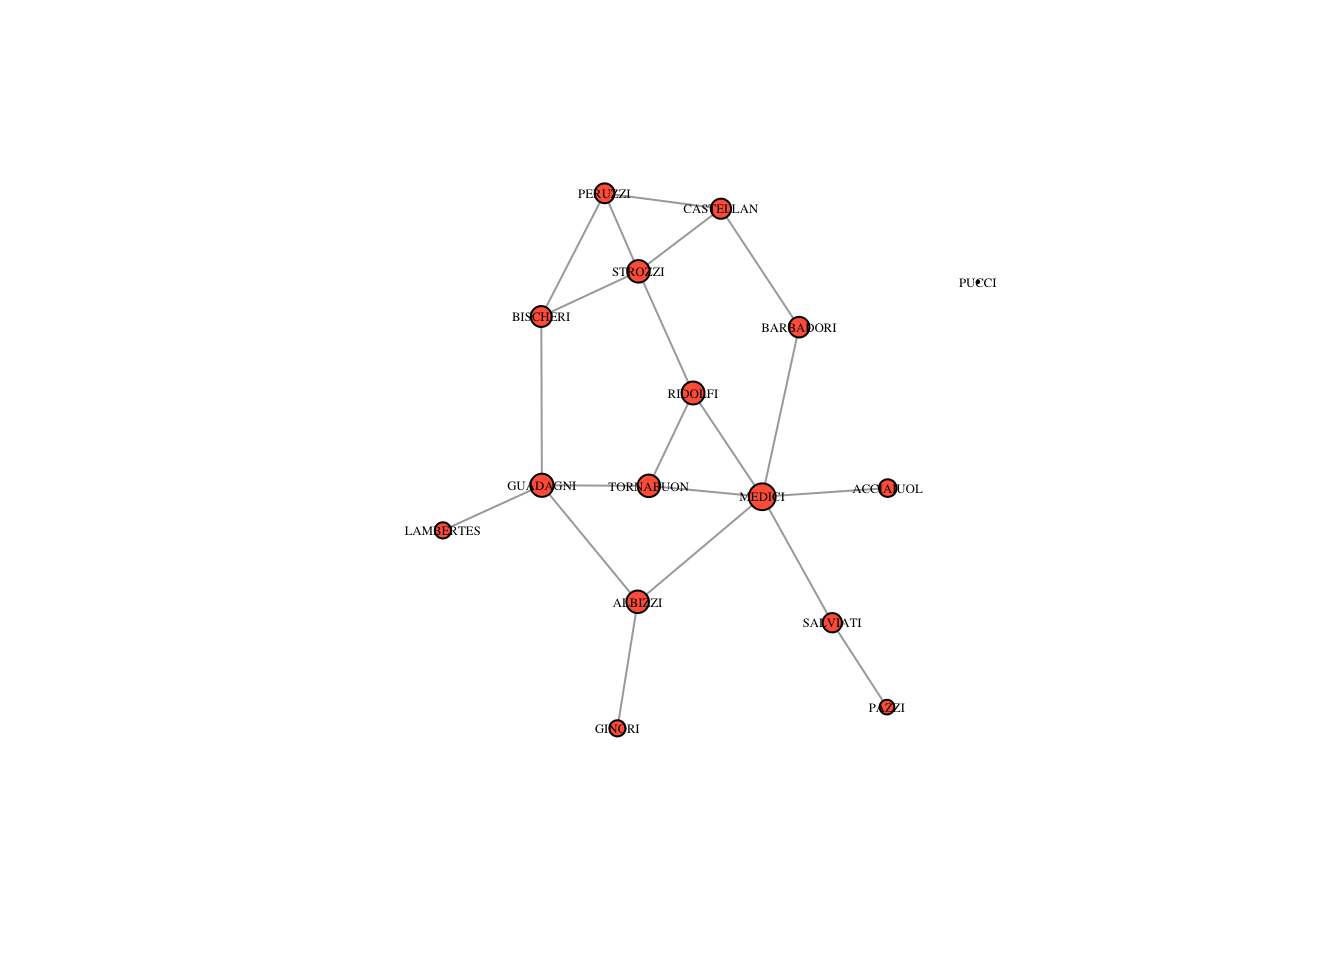 PERUZZI
CASTELLAN
STROZZI
PUCCI
BISCHERI
BARBADORI
RIDOLFI
GUADAGNI
TORNABUON
MEDICI
ACCIAIUOL
LAMBERTES
ALBIZZI
SALVIATI
PAZZI
GINORI